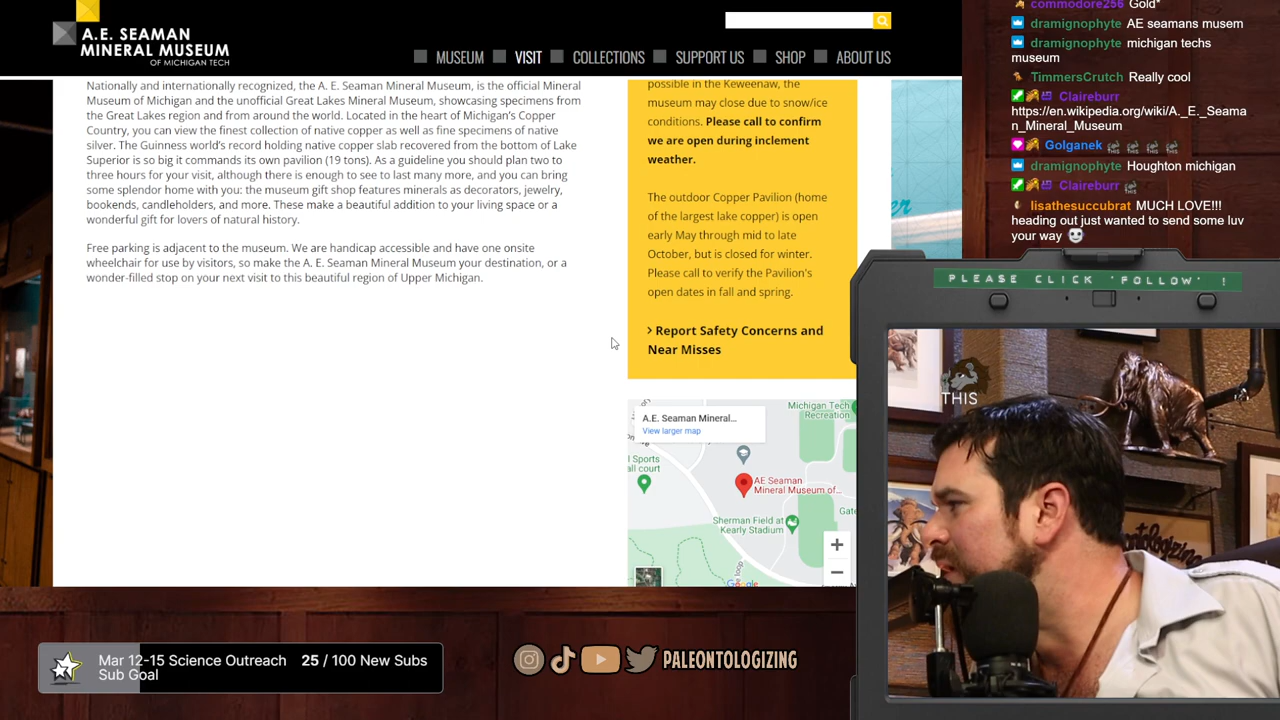 A.E. SEAMAN
MINERAL MUSEUM
OF MICHIGAN TECH
MUSEUM
VISIT
COLLECTIONS
SUPPORT US
SHOP
ABOUT US
Nationally and internationally recognized, the A. E. Seaman Mineral Museum, is the official Mineral
Museum of Michigan and the unofficial Great Lakes Mineral Museum, showcasing specimens from
the Great Lakes region and from around the world. Located in the heart of Michigan's Copper
Country, you can view the finest collection of native copper as well as fine specimens of native
silver. The Guinness world's record holding native copper slab recovered from the bottom of Lake
Superior is so big it commands its own pavilion (19 tons). As a guideline you should plan two to
three hours for your visit, although there is enough to see to last many more, and you can bring
some splendor home with you: the museum gift shop features minerals as decorators, jewelry,
bookends, candleholders, and more. These make a beautiful addition to your living space or a
wonderful gift for lovers of natural history.
Free parking is adjacent to the museum. We are handicap accessible and have one onsite
wheelchair for use by visitors, so make the A. E. Seaman Mineral Museum your destination, or a
wonder-filled stop on your next visit to this beautiful region of Upper Michigan.
possible in the Keweenaw, the
museum may close due to snow/ice
conditions. Please call to confirm
we are open during inclement
weather.
The outdoor Copper Pavilion (home
of the largest lake copper) is open
early May through mid to late
October, but is closed for winter.
Please call to verify the Pavilion's
open dates in fall and spring.
> Report Safety Concerns and
Near Misses
A.E. Seaman Mineral...
View larger map
Michigan Tech
Recreation
l Sports
all court
AE Seaman
Mineral Museum of...
Sherman Field at
Kearly Stadium
Gate
loop
Google
+
−
commodore256 Gold*
dramignophyte AE seamans musem
dramignophyte michigan techs
museum
TimmersCrutch Really cool
Claireburr
https://en.wikipedia.org/wiki/A._E._Seama
n_Mineral_Museum
Golganek
dramignophyte Houghton michigan
Claireburr
lisathesuccubrat MUCH LOVE!!!
heading out just wanted to send some luv
your way
PLEASE CLICK 'FOLLOW' !
THIS
Mar 12-15 Science Outreach
Sub Goal
25 / 100 New Subs
PALEONTOLOGIZING